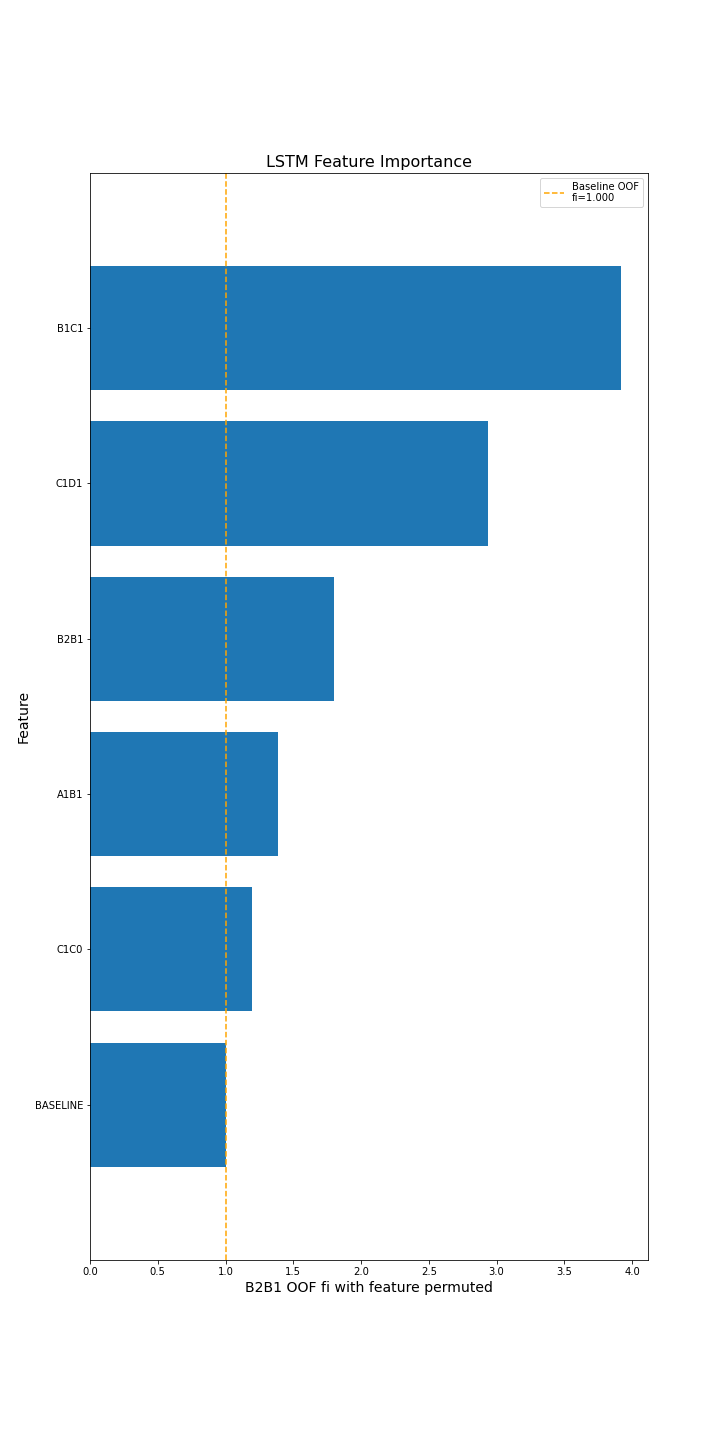 LSTM Feature Importance
Baseline OOF
fi=1.000
B1C1
C1D1
B2B1
A1B1
C1C0
BASELINE
Feature
0.0 0.5 1.0 1.5 2.0 2.5 3.0 3.5 4.0
B2B1 OOF fi with feature permuted